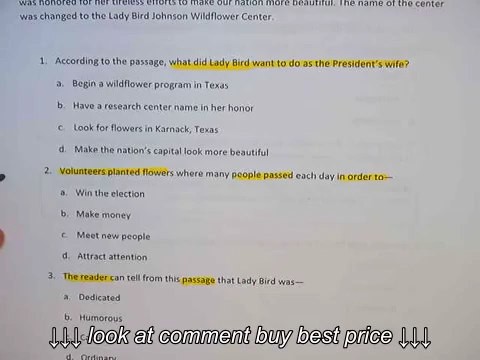 was honored for her tireless efforts to make our nation more beautiful. The name of the center
was changed to the Lady Bird Johnson Wildflower Center.
1. According to the passage, what did Lady Bird want to do as the President's wife?
a. Begin a wildflower program in Texas
b. Have a research center name in her honor
c. Look for flowers in Karnack, Texas
d. Make the nation's capital look more beautiful
2. Volunteers planted flowers where many people passed each day in order to—
a. Win the election
b. Make money
c. Meet new people
d. Attract attention
3. The reader can tell from this passage that Lady Bird was—
a. Dedicated
b. Humorous
↓↓↓ look at comment buy best price ↓↓↓
d. Ordinary